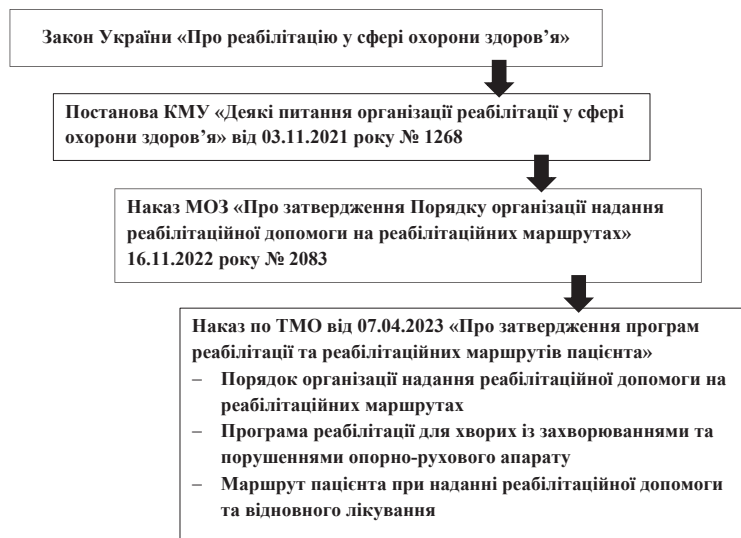 Закон України «Про реабілітацію у сфері охорони здоров’я»
Постанова КМУ «Деякі питання організації реабілітації у сфері
охорони здоров’я» від 03.11.2021 року № 1268
Наказ МОЗ «Про затвердження Порядку організації надання
реабілітаційної допомоги на реабілітаційних маршрутах»
16.11.2022 року № 2083
Наказ по ТМО від 07.04.2023 «Про затвердження програм
реабілітації та реабілітаційних маршрутів пацієнта»
– Порядок організації надання реабілітаційної допомоги на
реабілітаційних маршрутах
– Програма реабілітації для хворих із захворюваннями та
порушеннями опорно-рухового апарату
– Маршрут пацієнта при наданні реабілітаційної допомоги
та відновного лікування